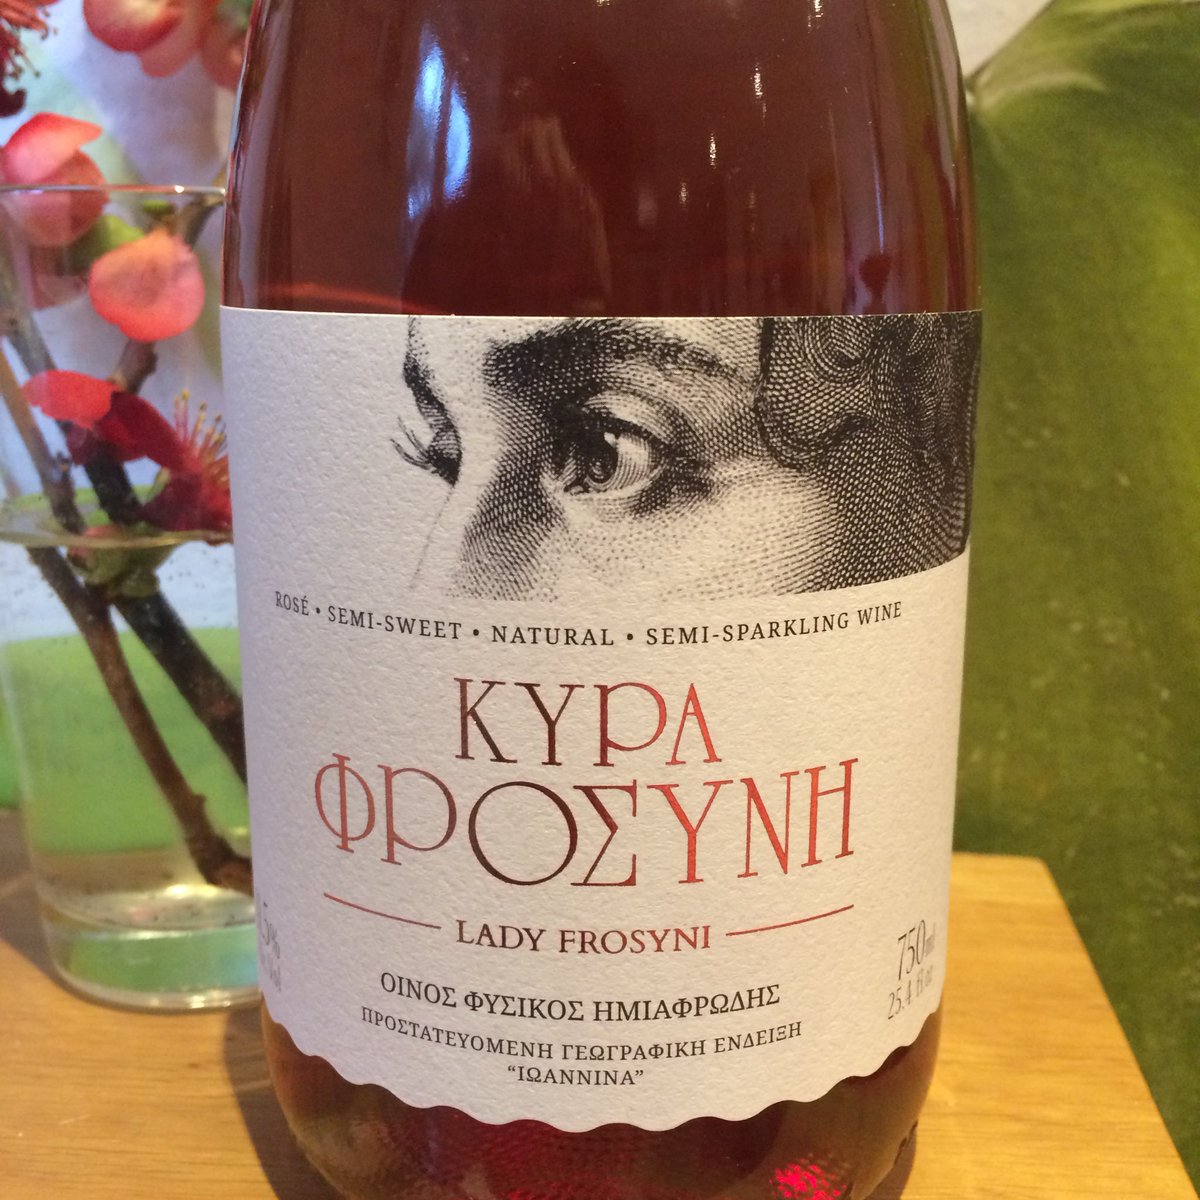 ROSÉ • SEMI-SWEET • NATURAL • SEMI-SPARKLING WINE
ΚΥΡΑ
ΦΡΟΣΥΝΗ
LADY FROSYNI
750ml
25.4 fl oz
ΟΙΝΟΣ ΦΥΣΙΚΟΣ ΗΜΙΑΦΡΩΔΗΣ
ΠΡΟΣΤΑΤΕΥΟΜΕΝΗ ΓΕΩΓΡΑΦΙΚΗ ΕΝΔΕΙΞΗ
“ΙΩΑΝΝΙΝΑ”